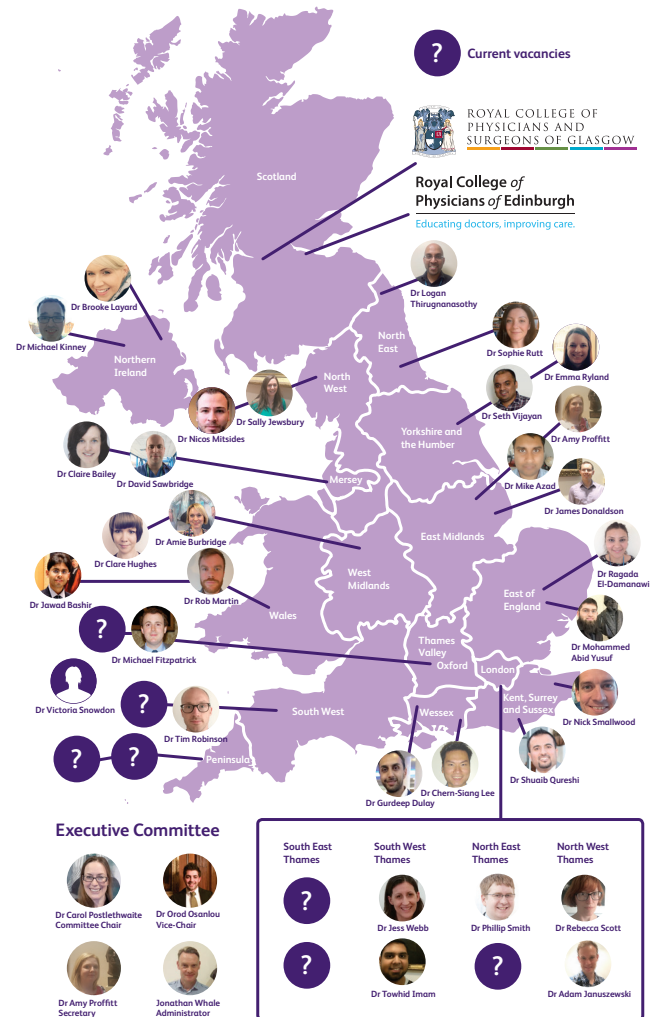 ?
Current vacancies
ROYAL COLLEGE OF
PHYSICIANS AND
SURGEONS OF GLASGOW
Royal College of
Physicians of Edinburgh
Educating doctors, improving care.
Scotland
Dr Brooke Layard
Dr Michael Kinney
Northern
Ireland
Dr Logan
Thirugnanasothy
North
East
Dr Sophie Rutt
Dr Emma Ryland
North
West
Dr Sally Jewsbury
Dr Nicos Mitsides
Dr Seth Vijayan
Dr Amy Proffitt
Yorkshire and
the Humber
Dr Claire Bailey
Dr David Sawbridge
Mersey
Dr Mike Azad
Dr James Donaldson
East Midlands
Dr Clare Hughes
Dr Amie Burbridge
West
Midlands
Dr Ragada
El-Damanawi
East of
England
Dr Jawad Bashir
Dr Rob Martin
Wales
Dr Mohammed
Abid Yusuf
?
Dr Michael Fitzpatrick
Thames
Valley
Oxford
London
Dr Victoria Snowdon
?
Dr Tim Robinson
South West
Wessex
Kent, Surrey
and Sussex
Dr Nick Smallwood
?
?
Peninsula
Dr Gurdeep Dulay
Dr Chern-Siang Lee
Dr Shuaib Qureshi
Executive Committee
Dr Carol Postlethwaite
Committee Chair
Dr Orod Osanlou
Vice-Chair
Dr Amy Proffitt
Secretary
Jonathan Whale
Administrator
South East
Thames
South West
Thames
North East
Thames
North West
Thames
?
Dr Jess Webb
Dr Phillip Smith
Dr Rebecca Scott
?
Dr Towhid Imam
?
Dr Adam Januszewski